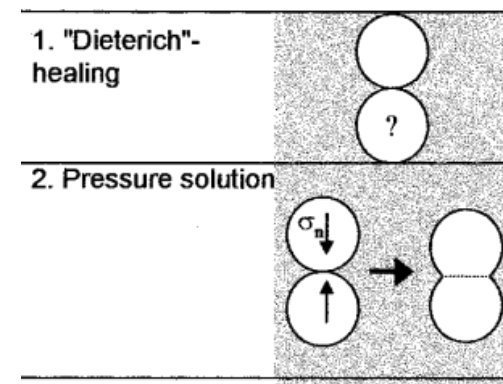 1. "Dieterich"-
healing
?
2. Pressure solution
σn